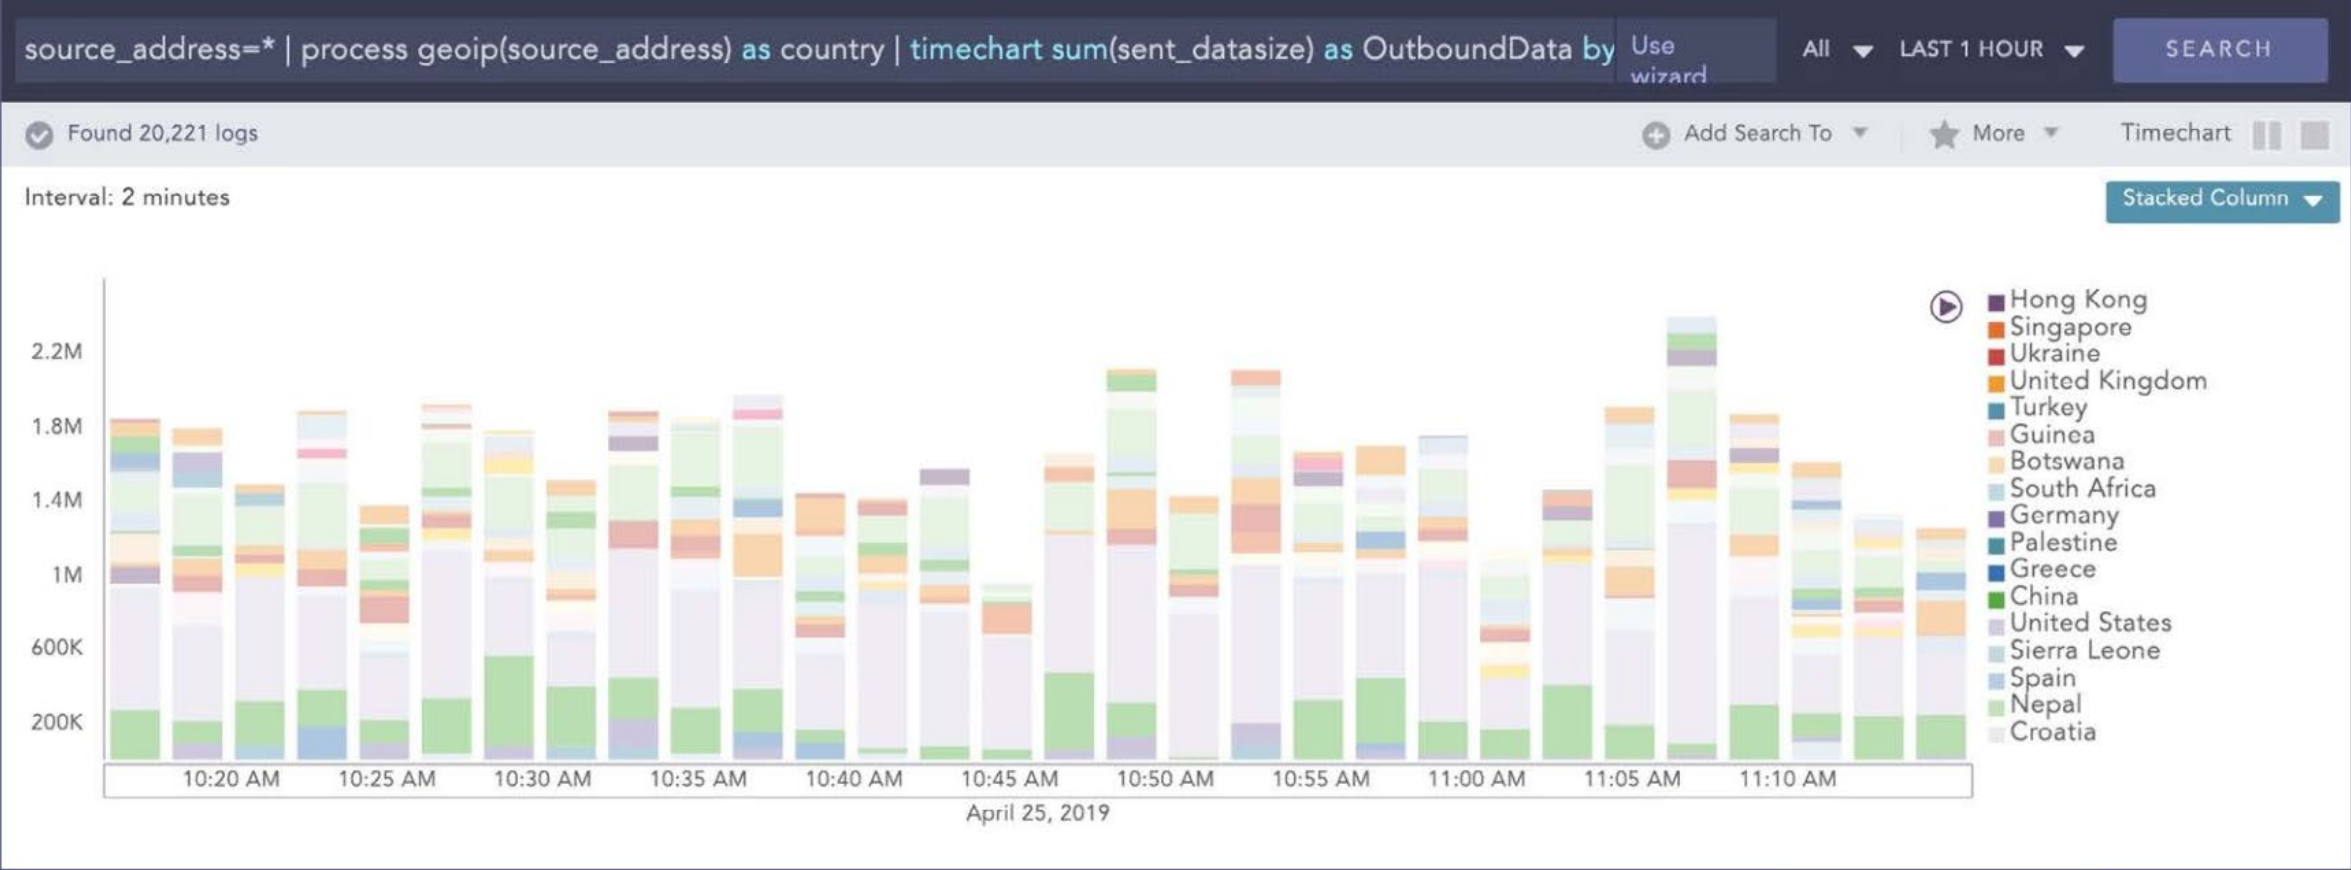 source_address=* | process geoip(source_address) as country | timechart sum(sent_datasize) as OutboundData by
Use wizard
All
LAST 1 HOUR
SEARCH
Found 20,221 logs
Add Search To
More
Timechart
Interval: 2 minutes
Stacked Column
2.2M
1.8M
1.4M
1M
600K
200K
10:20 AM 10:25 AM 10:30 AM 10:35 AM 10:40 AM 10:45 AM 10:50 AM 10:55 AM 11:00 AM 11:05 AM 11:10 AM
April 25, 2019
Hong Kong
Singapore
Ukraine
United Kingdom
Turkey
Guinea
Botswana
South Africa
Germany
Palestine
Greece
China
United States
Sierra Leone
Spain
Nepal
Croatia